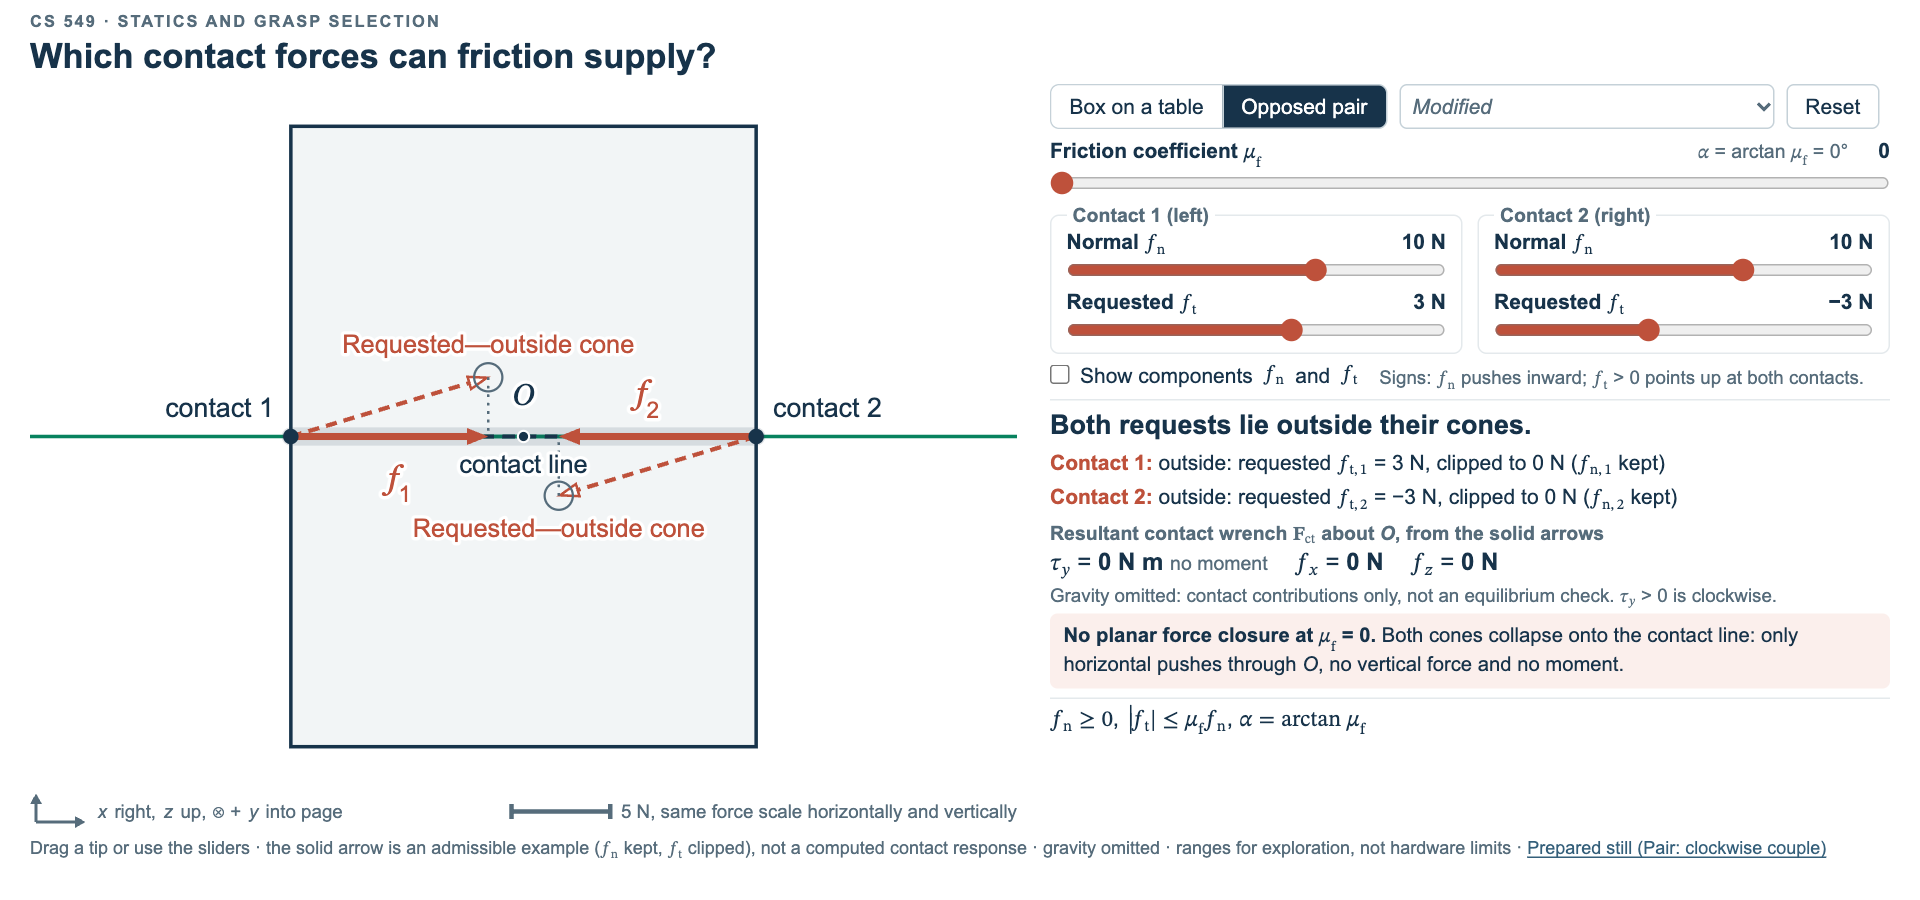 CS 549 · STATICS AND GRASP SELECTION
Which contact forces can friction supply?
Box on a table
Opposed pair
Modified
Reset
Friction coefficient μf
α = arctan μf = 0°
0
Contact 1 (left)
Normal fn
10 N
Requested ft
3 N
Contact 2 (right)
Normal fn
10 N
Requested ft
−3 N
Show components fn and ft
Signs: fn pushes inward; ft > 0 points up at both contacts.
Both requests lie outside their cones.
Contact 1: outside: requested ft,1 = 3 N, clipped to 0 N (fn,1 kept)
Contact 2: outside: requested ft,2 = −3 N, clipped to 0 N (fn,2 kept)
Resultant contact wrench Fct about O, from the solid arrows
τy = 0 N m no moment fx = 0 N fz = 0 N
Gravity omitted: contact contributions only, not an equilibrium check. τy > 0 is clockwise.
No planar force closure at μf = 0. Both cones collapse onto the contact line: only
horizontal pushes through O, no vertical force and no moment.
fn ≥ 0, |ft| ≤ μffn, α = arctan μf
Requested—outside cone
O
f2
contact 1
contact 2
contact line
f1
Requested—outside cone
x right, z up, ⊗ + y into page
5 N, same force scale horizontally and vertically
Drag a tip or use the sliders · the solid arrow is an admissible example (fn kept, ft clipped), not a computed contact response · gravity omitted · ranges for exploration, not hardware limits · Prepared still (Pair: clockwise couple)